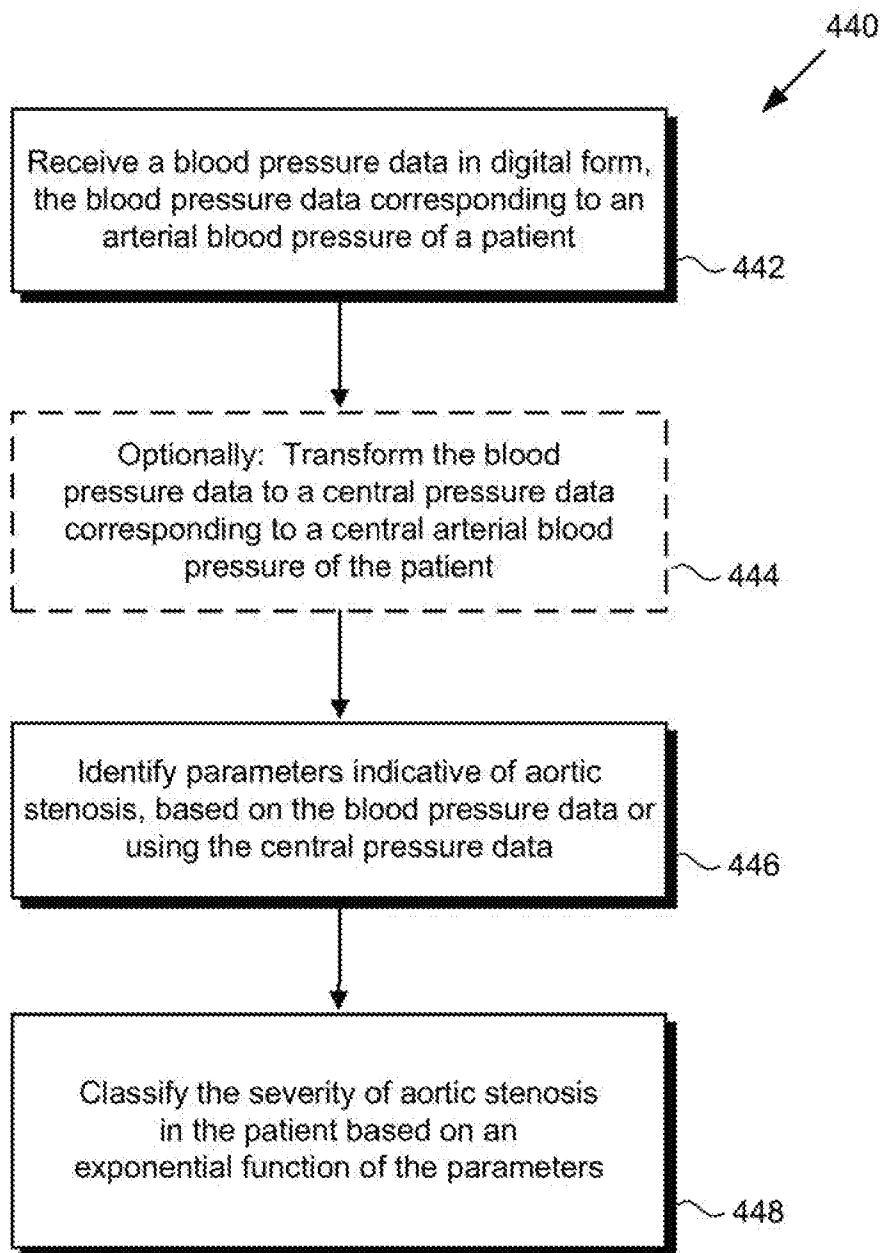 440
Receive a blood pressure data in digital form,
the blood pressure data corresponding to an
arterial blood pressure of a patient
442
Optionally: Transform the blood
pressure data to a central pressure data
corresponding to a central arterial blood
pressure of the patient
444
Identify parameters indicative of aortic
stenosis, based on the blood pressure data or
using the central pressure data
446
Classify the severity of aortic stenosis
in the patient based on an
exponential function of the parameters
448